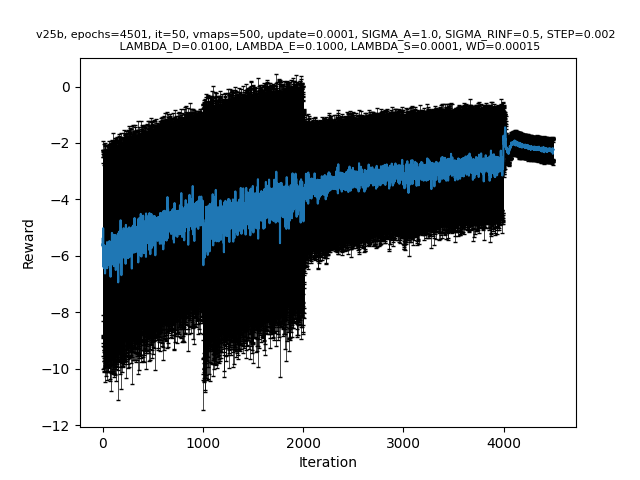 v25b, epochs=4501, it=50, vmaps=500, update=0.0001, SIGMA_A=1.0, SIGMA_RINF=0.5, STEP=0.002
LAMBDA_D=0.0100, LAMBDA_E=0.1000, LAMBDA_S=0.0001, WD=0.00015
0
−2
−4
−6
−8
−10
−12
Reward
0 1000 2000 3000 4000
Iteration